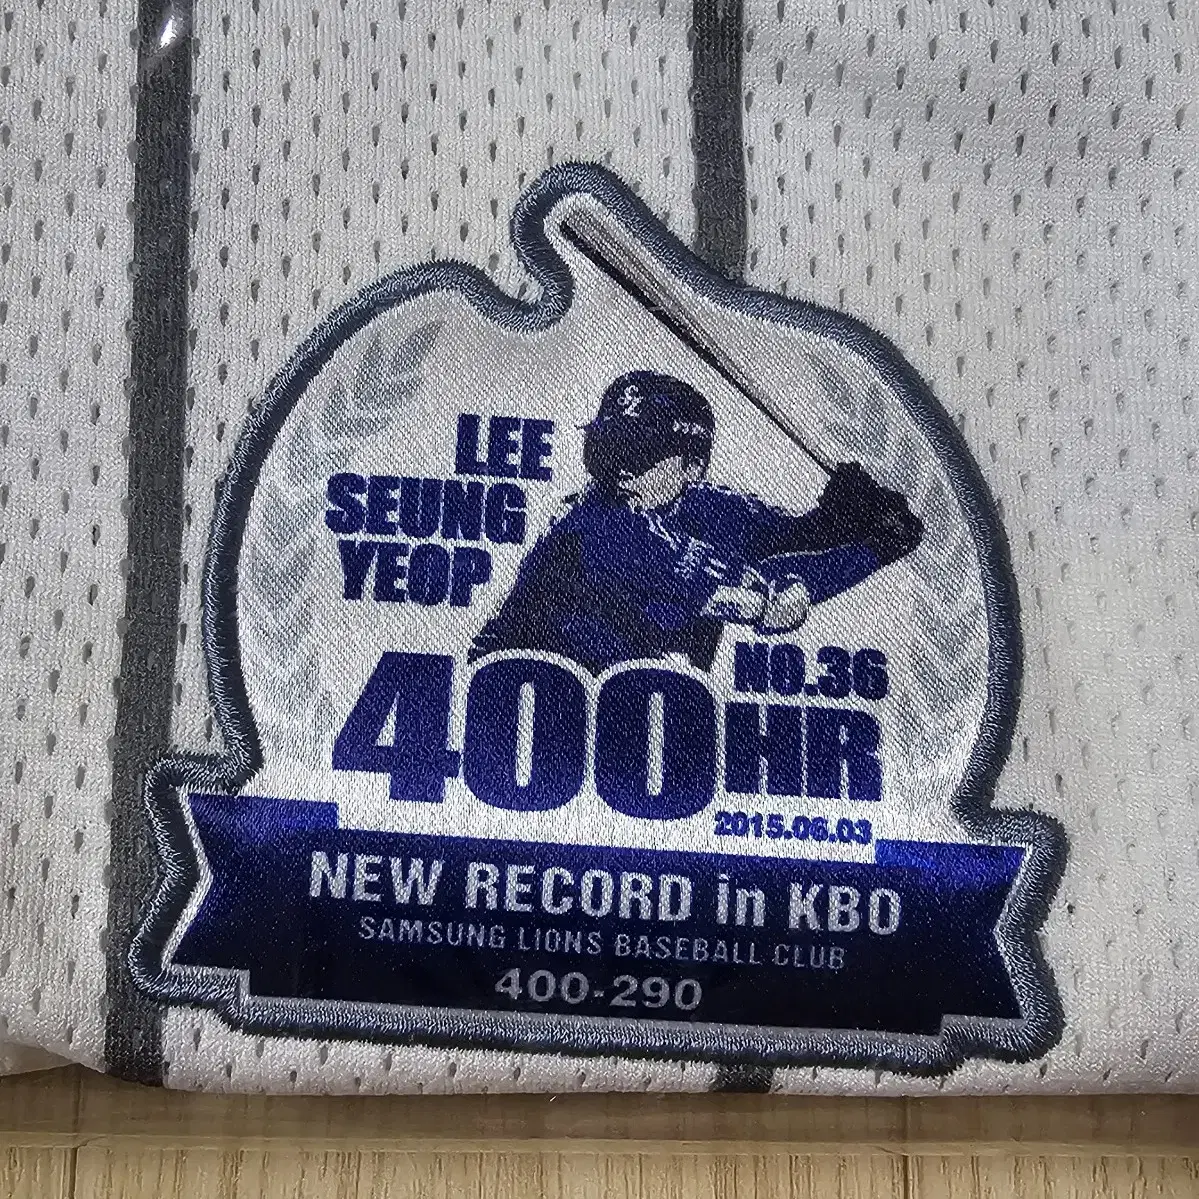 LEE
SEUNG
YEOP
NO.36
400HR
2015.06.03
NEW RECORD in KBO
SAMSUNG LIONS BASEBALL CLUB
400-290